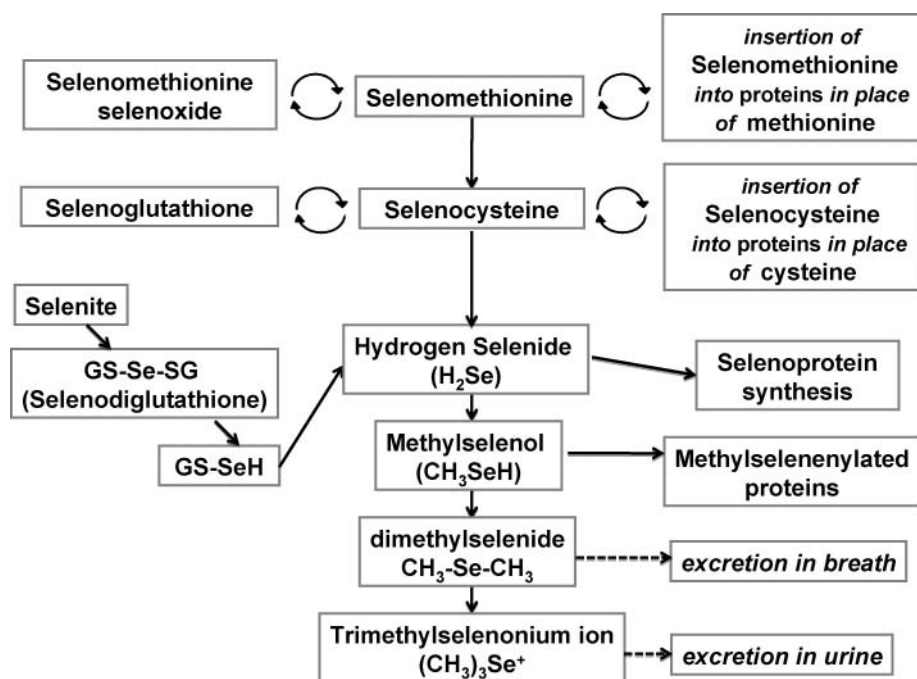 Selenomethionine
selenoxide
Selenomethionine
insertion of
Selenomethionine
into proteins in place
of methionine
Selenoglutathione
Selenocysteine
insertion of
Selenocysteine
into proteins in place
of cysteine
Selenite
GS-Se-SG
(Selenodiglutathione)
GS-SeH
Hydrogen Selenide
(H₂Se)
Selenoprotein
synthesis
Methylselenol
(CH₃SeH)
Methylselenenylated
proteins
dimethylselenide
CH₃-Se-CH₃
excretion in breath
Trimethylselenonium ion
(CH₃)₃Se⁺
excretion in urine